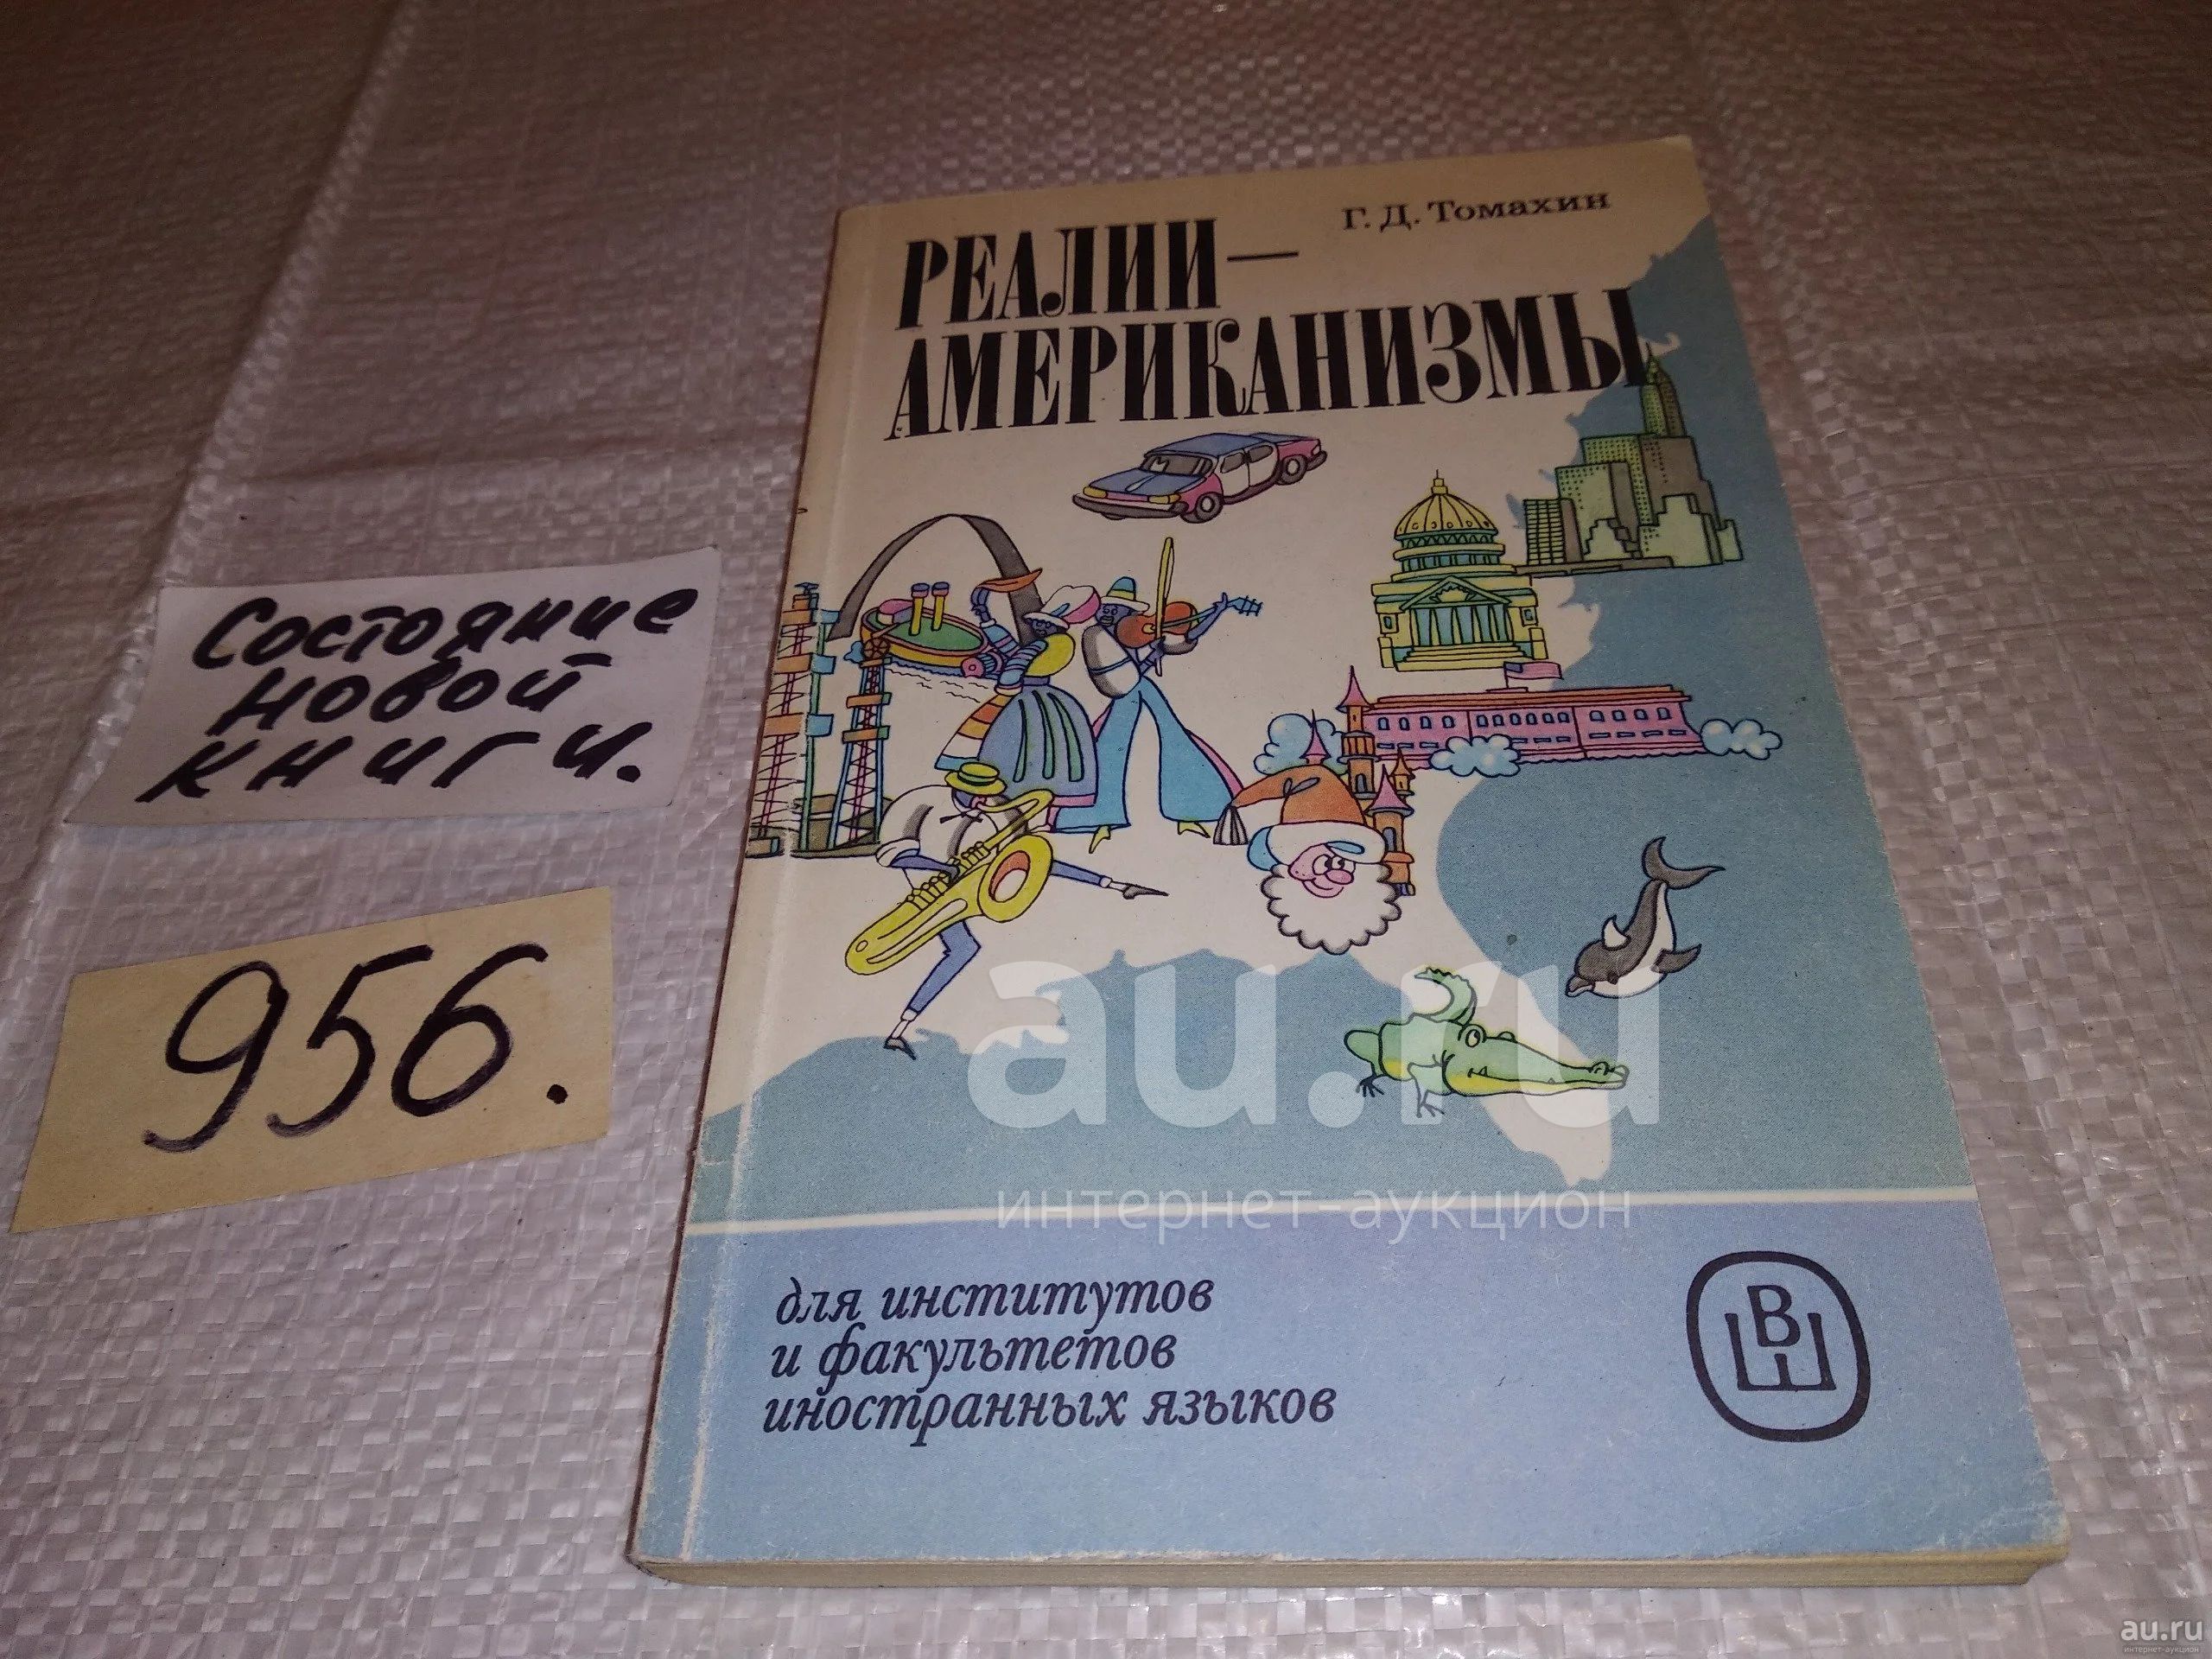 Г. Д. Томахин
РЕАЛИИ—
АМЕРИКАНИЗМЫ
Состояние
новой
книги.
956.
au.ru
интернет-аукцион
для институтов
и факультетов
иностранных языков
ВШ
au.ru
интернет-аукцион